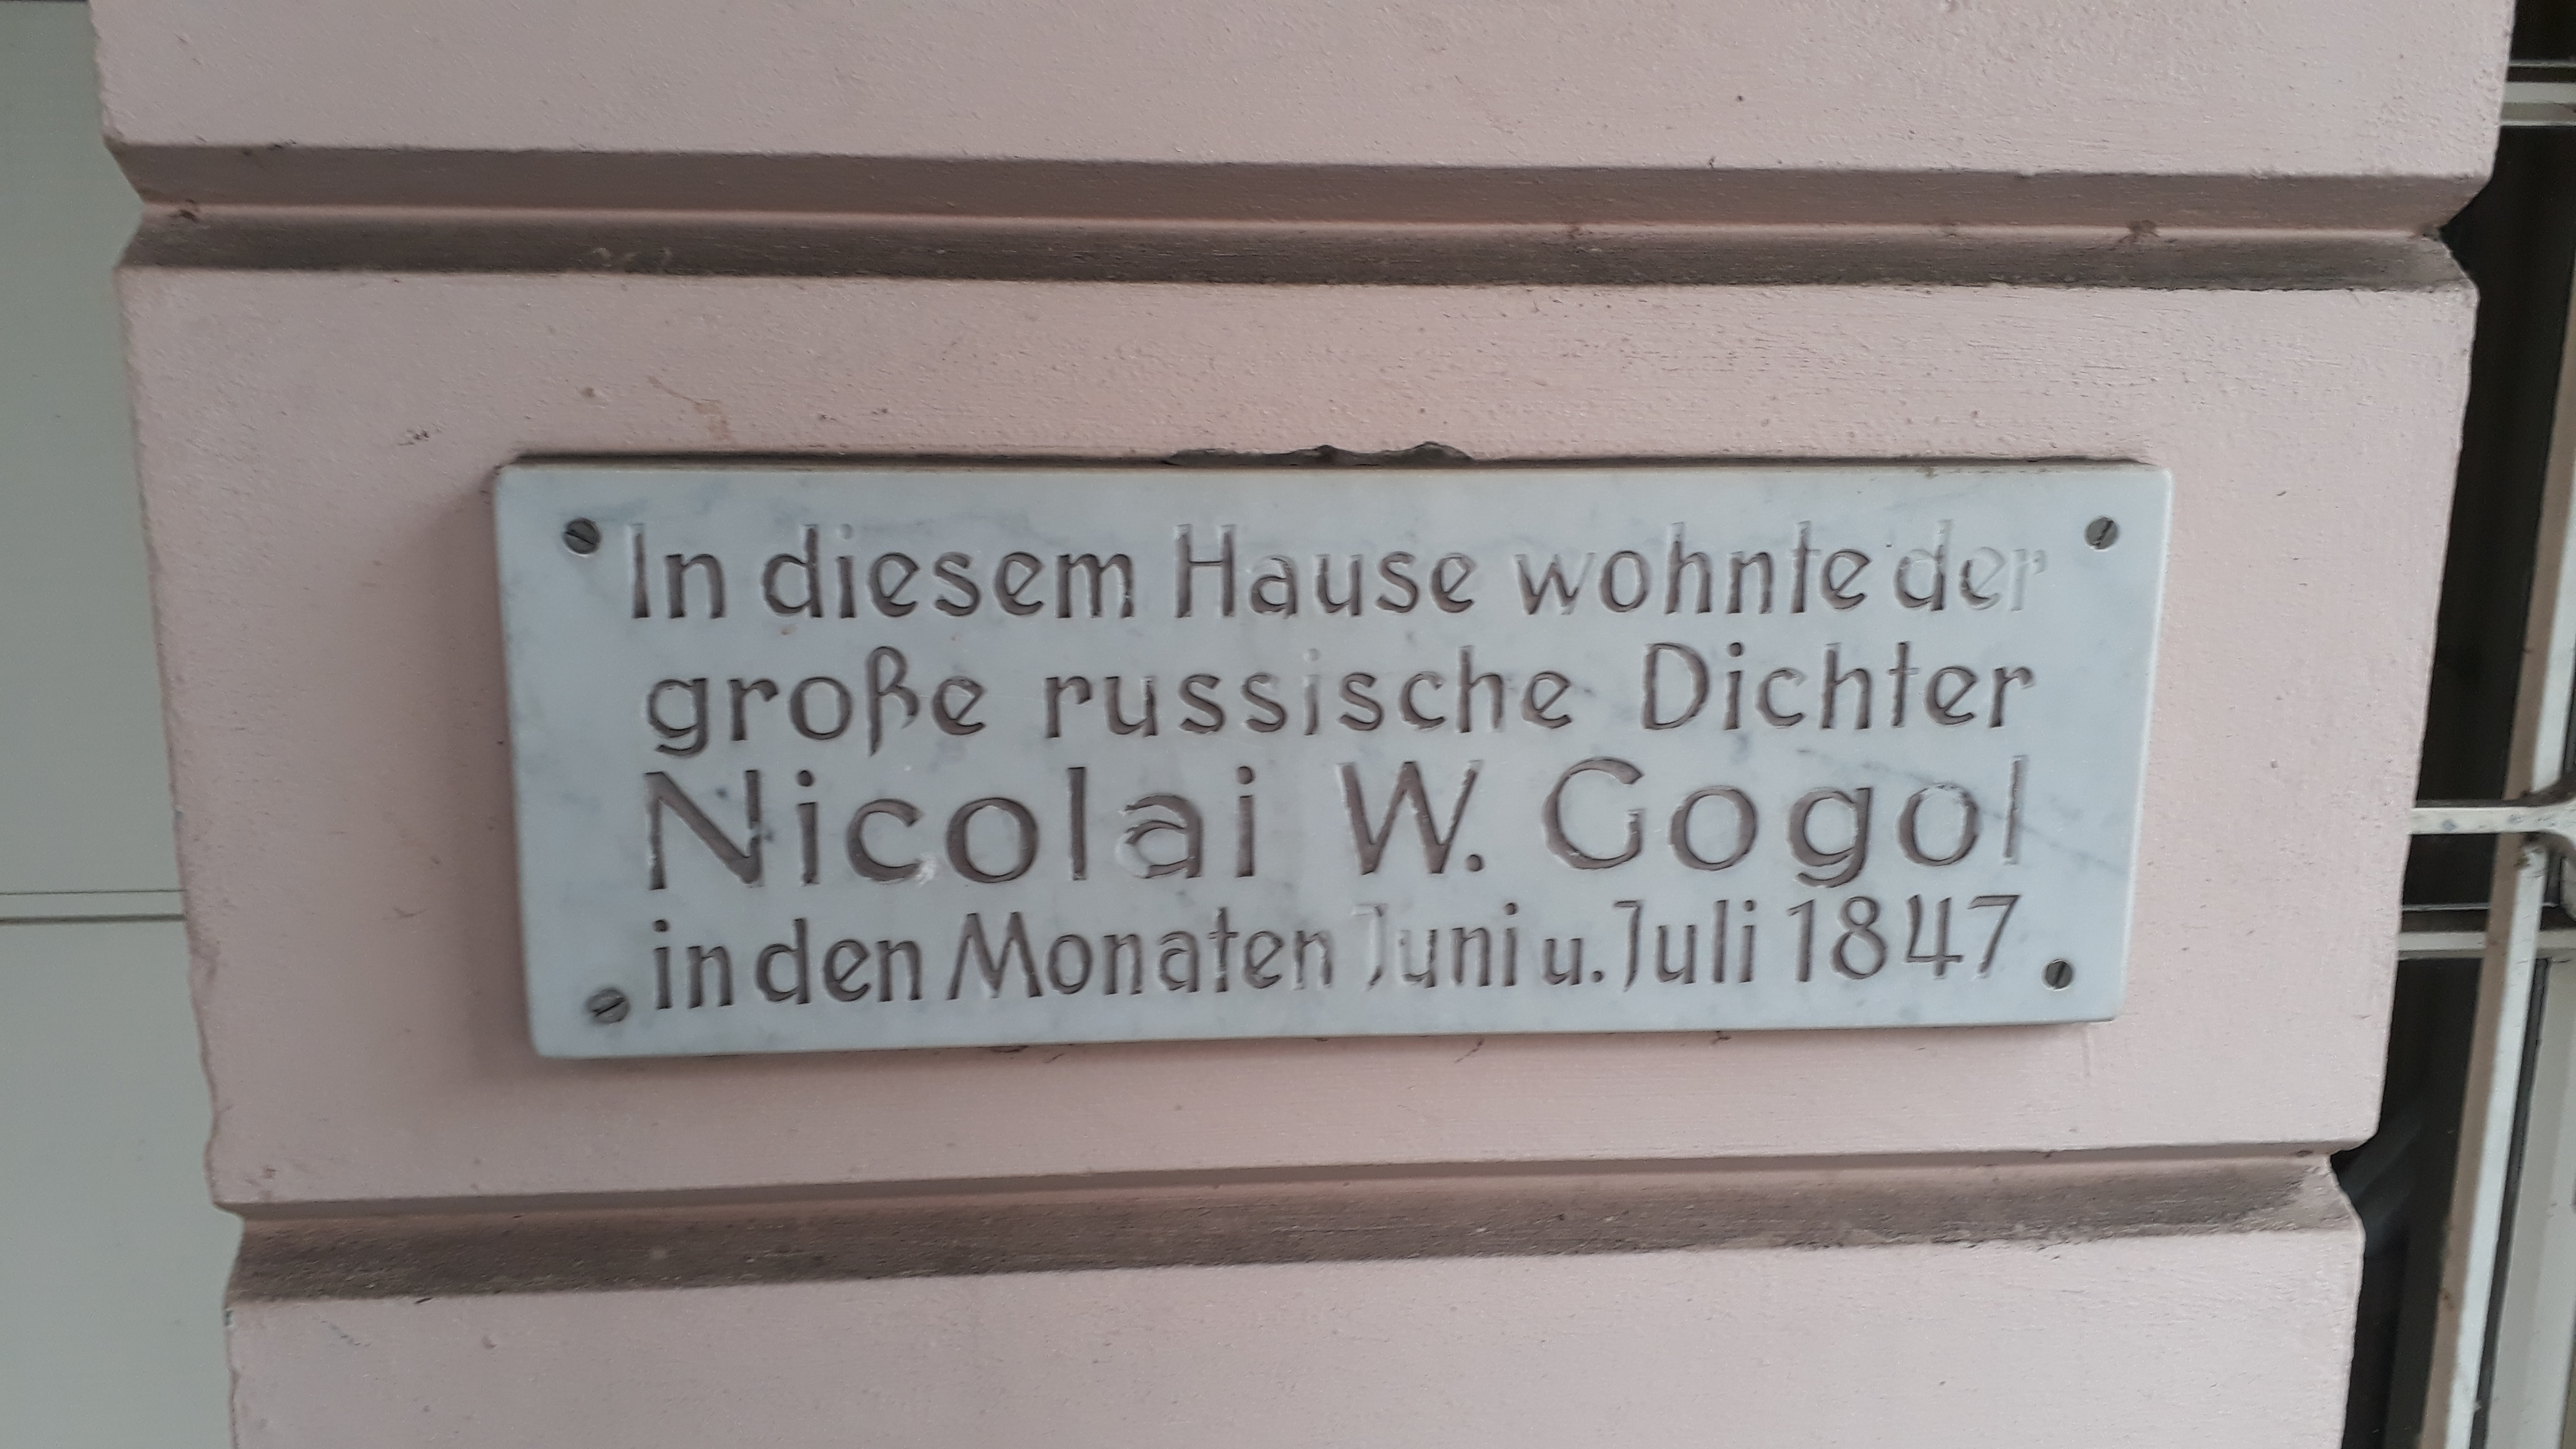 In diesem Hause wohnte der
große russische Dichter
Nicolai W. Gogol
in den Monaten Juni u. Juli 1847